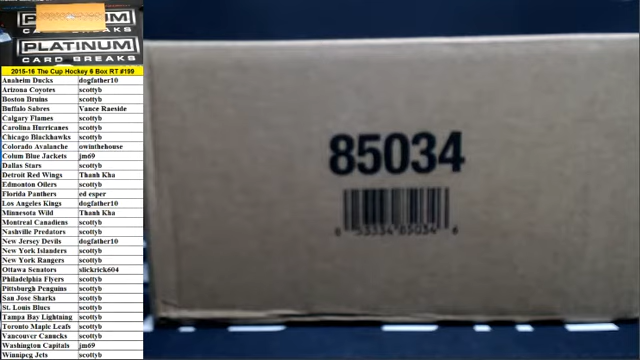 PLATINUM
CARD BREAKS
PLATINUM
CARD BREAKS
2015-16 The Cup Hockey 6 Box RT #199
Anaheim Ducks dogfather10
Arizona Coyotes scottyb
Boston Bruins scottyb
Buffalo Sabres Vance Raeside
Calgary Flames scottyb
Carolina Hurricanes scottyb
Chicago Blackhawks scottyb
Colorado Avalanche owinthehouse
Colum Blue Jackets jm69
Dallas Stars scottyb
Detroit Red Wings Thanh Kha
Edmonton Oilers scottyb
Florida Panthers ed esper
Los Angeles Kings dogfather10
Minnesota Wild Thanh Kha
Montreal Canadiens scottyb
Nashville Predators scottyb
New Jersey Devils dogfather10
New York Islanders scottyb
New York Rangers scottyb
Ottawa Senators slickrick604
Philadelphia Flyers scottyb
Pittsburgh Penguins scottyb
San Jose Sharks scottyb
St. Louis Blues scottyb
Tampa Bay Lightning scottyb
Toronto Maple Leafs scottyb
Vancouver Canucks scottyb
Washington Capitals jm69
Winnipeg Jets scottyb
85034